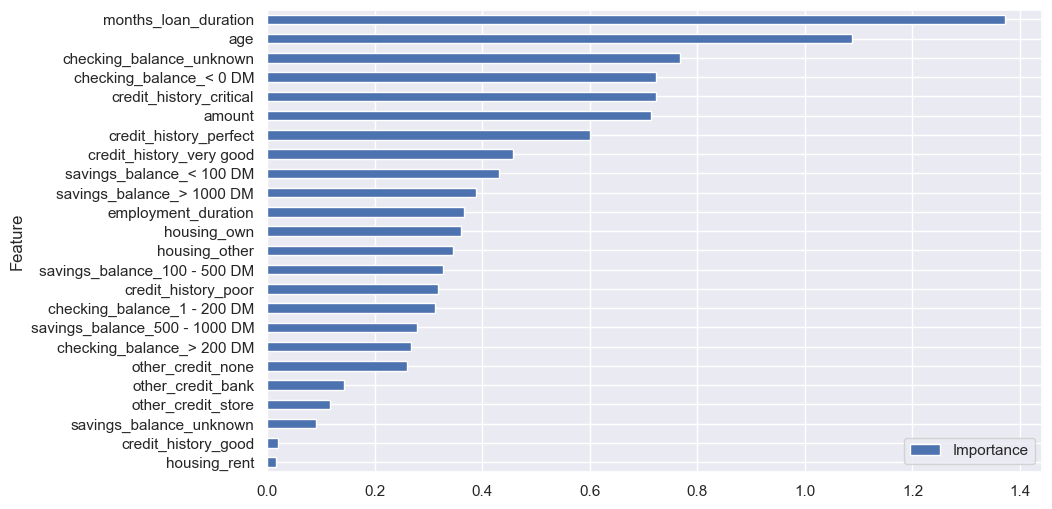 months_loan_duration
age
checking_balance_unknown
checking_balance_< 0 DM
credit_history_critical
amount
credit_history_perfect
credit_history_very good
savings_balance_< 100 DM
savings_balance_> 1000 DM
employment_duration
housing_own
housing_other
savings_balance_100 - 500 DM
credit_history_poor
checking_balance_1 - 200 DM
savings_balance_500 - 1000 DM
checking_balance_> 200 DM
other_credit_none
other_credit_bank
other_credit_store
savings_balance_unknown
credit_history_good
housing_rent
Feature
Importance
0.0 0.2 0.4 0.6 0.8 1.0 1.2 1.4